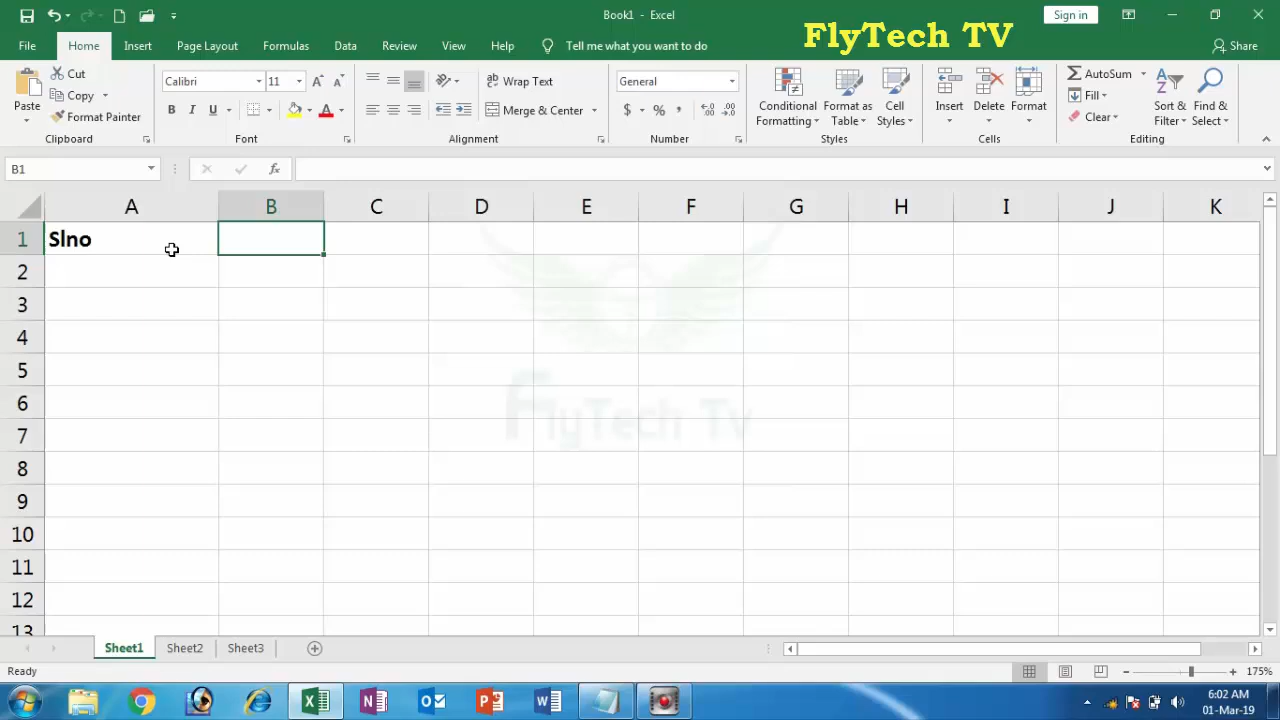 Book1 - Excel
Sign in
FlyTech TV
File Home Insert Page Layout Formulas Data Review View Help Tell me what you want to do Share
Paste
Cut
Copy
Format Painter
Clipboard
Calibri 11
B I U A
Font
Wrap Text
Merge & Center
Alignment
General
$ % ,
Number
Conditional Formatting
Format as Table
Cell Styles
Styles
Insert Delete Format
Cells
AutoSum
Fill
Clear
Sort & Filter
Find & Select
Editing
B1 fx
A B C D E F G H I J K
1 Slno
2
3
4
5
6
7
8
9
10
11
12
13
FlyTech Tv
Sheet1 Sheet2 Sheet3
Ready 175%
6:02 AM
01-Mar-19